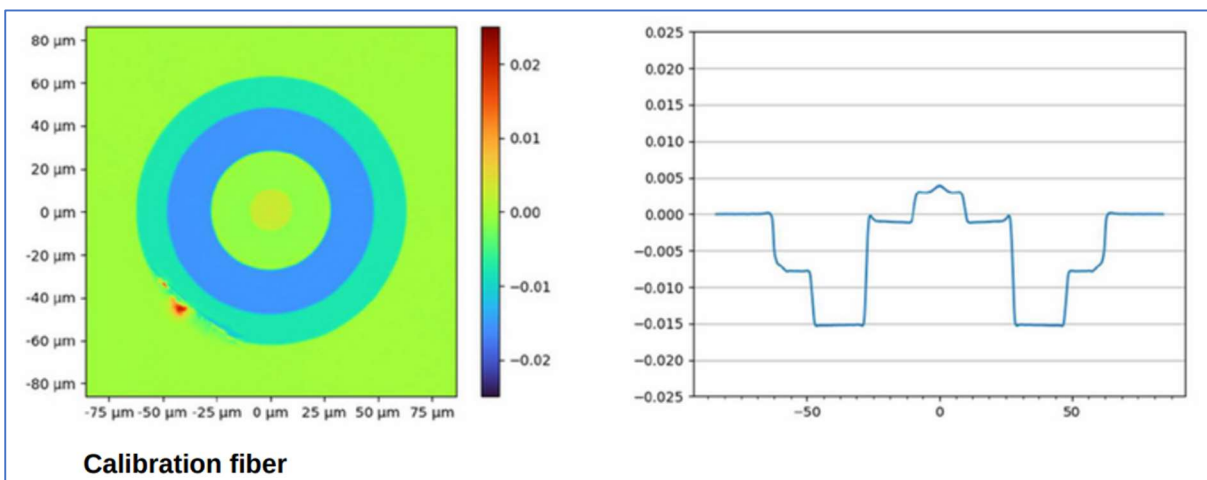 80 µm
60 µm
40 µm
20 µm
0 µm
-20 µm
-40 µm
-60 µm
-80 µm
-75 µm -50 µm -25 µm 0 µm 25 µm 50 µm 75 µm
0.02
0.01
0.00
−0.01
−0.02
0.025
0.020
0.015
0.010
0.005
0.000
−0.005
−0.010
−0.015
−0.020
−0.025
−50 0 50
Calibration fiber